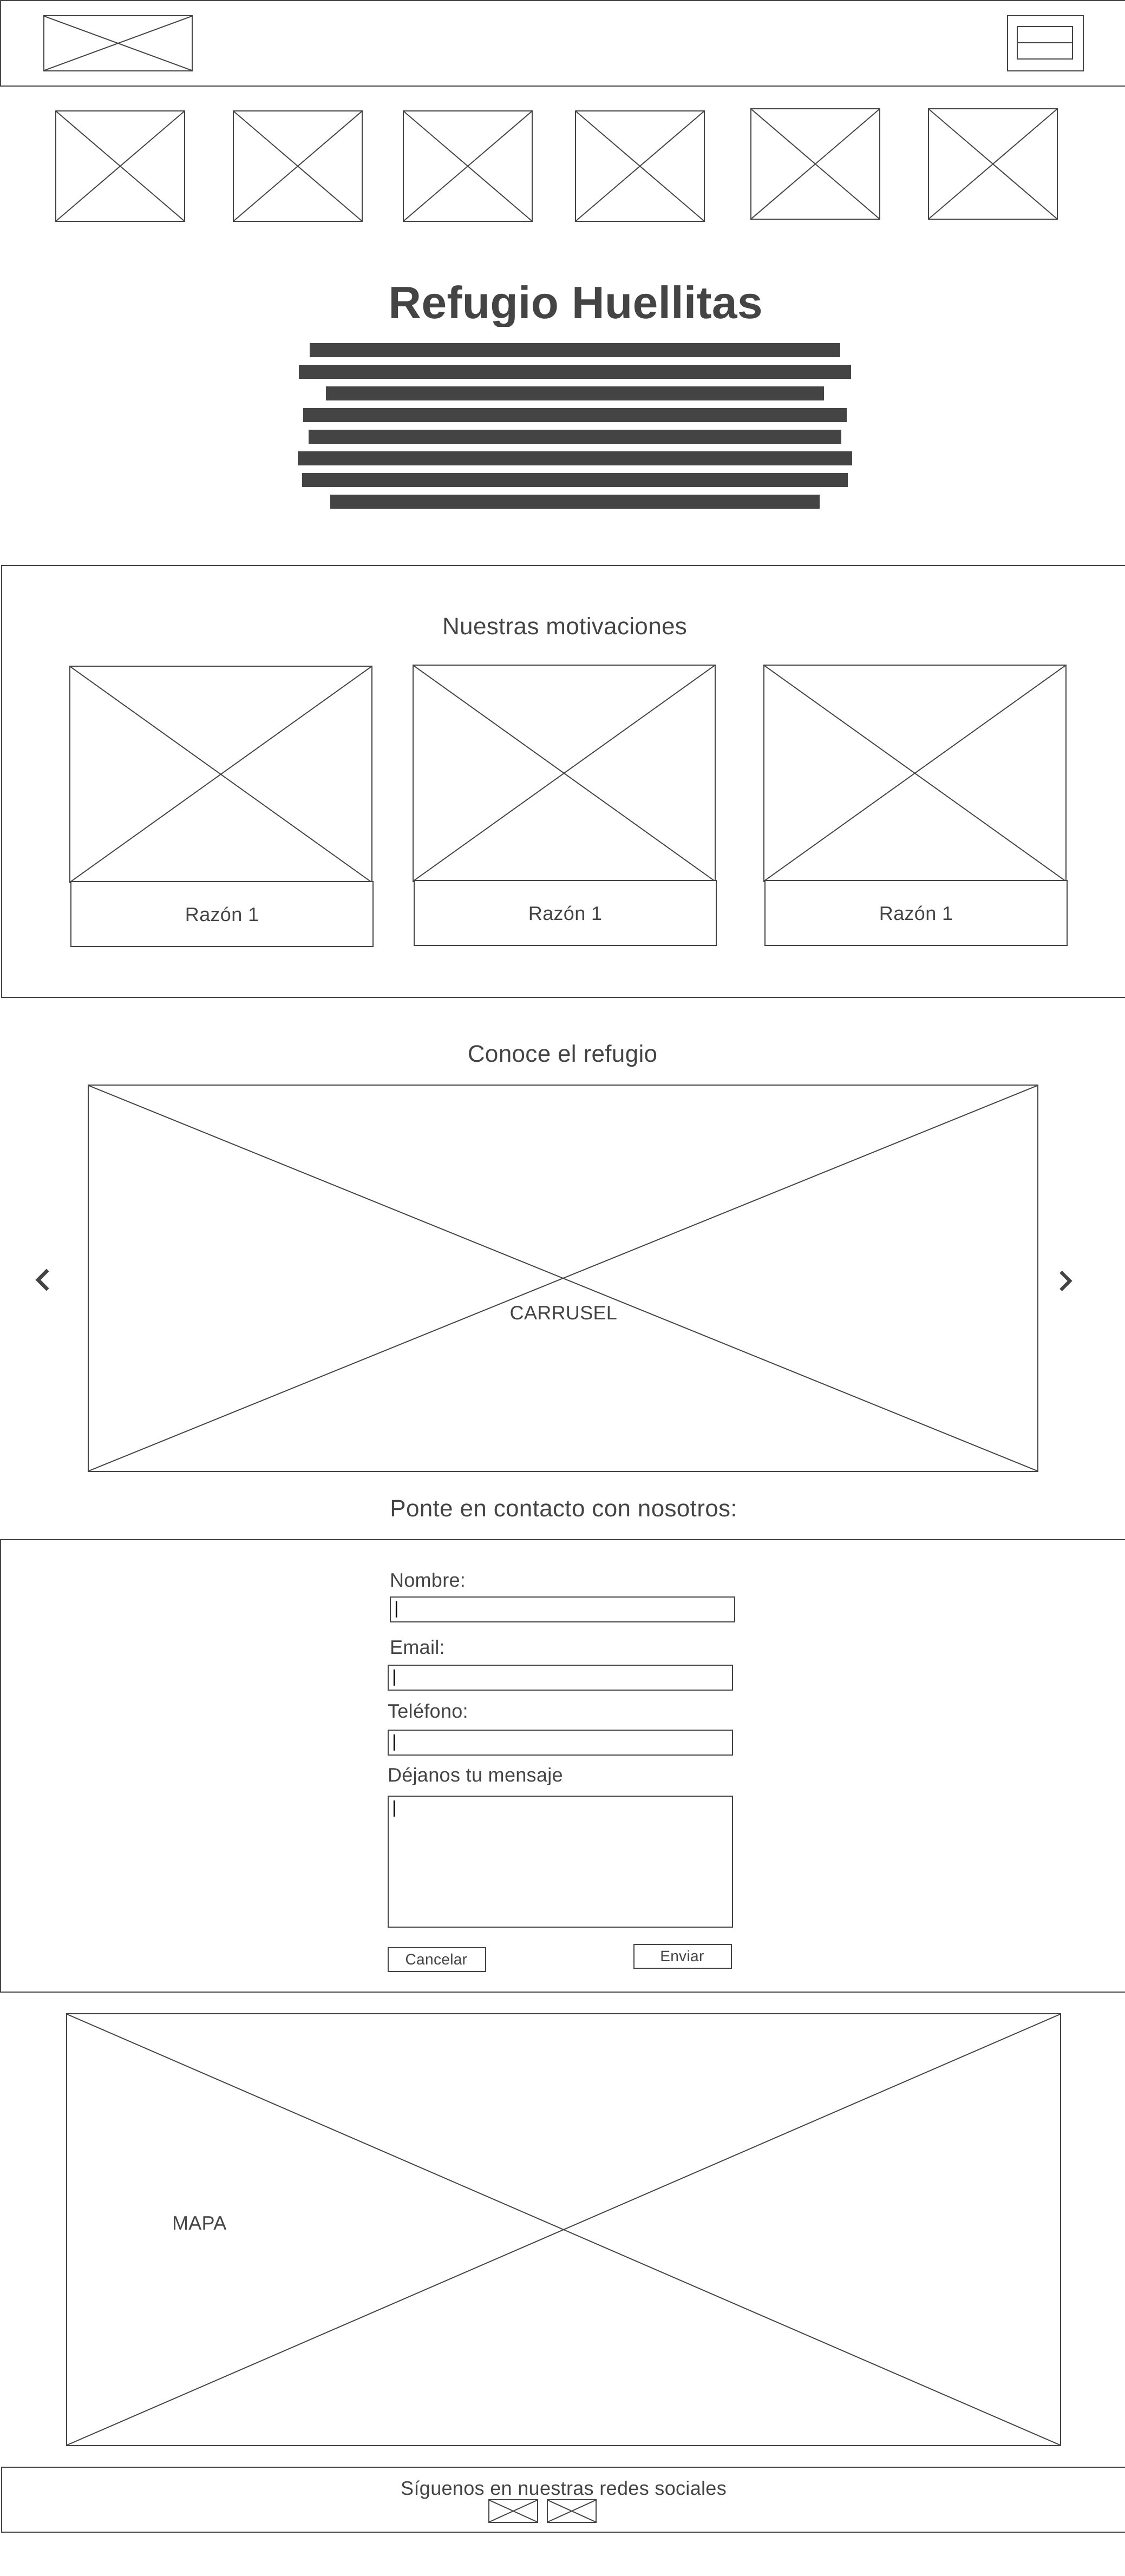 Refugio Huellitas
Nuestras motivaciones
Razón 1
Razón 1
Razón 1
Conoce el refugio
CARRUSEL
Ponte en contacto con nosotros:
Nombre:
Email:
Teléfono:
Déjanos tu mensaje
Cancelar
Enviar
MAPA
Síguenos en nuestras redes sociales